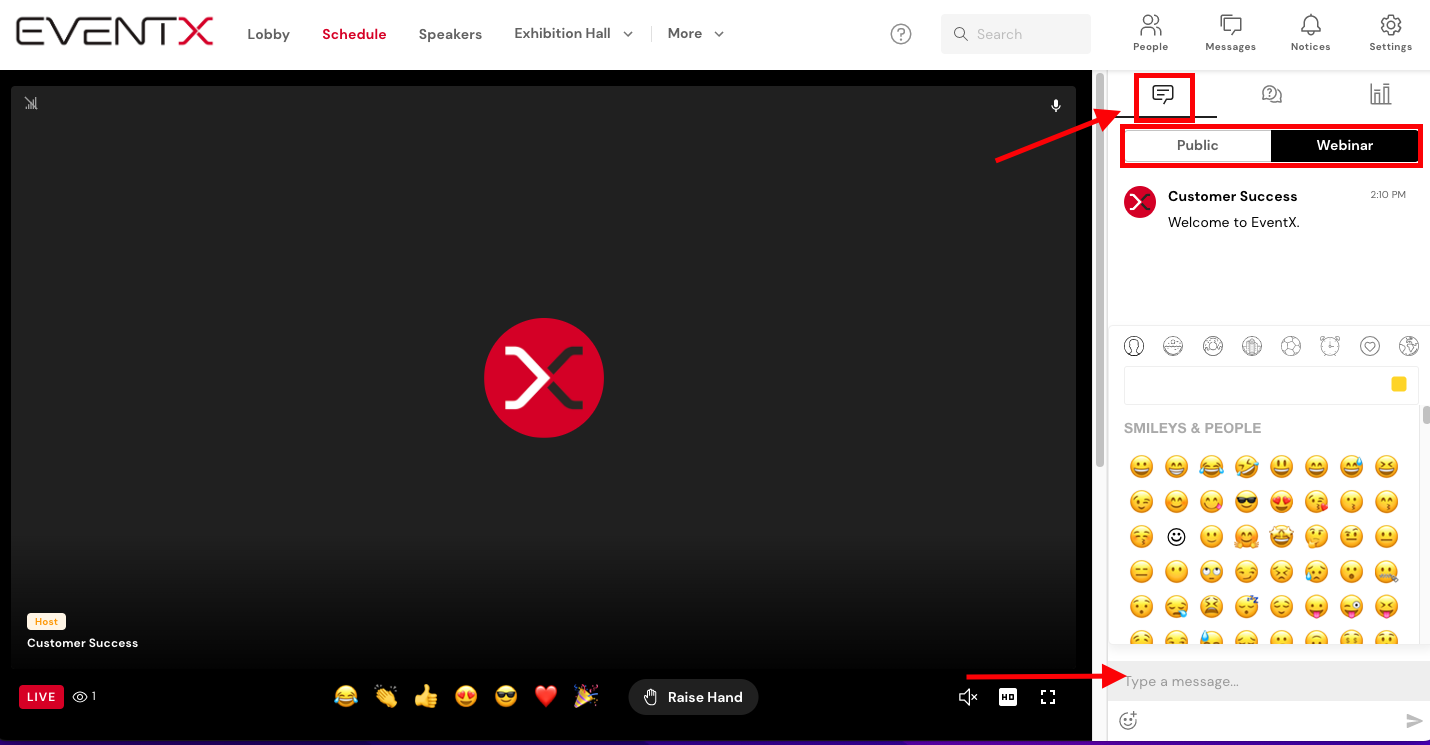 EVENTX
Lobby
Schedule
Speakers
Exhibition Hall
More
?
Search
People
Messages
Notices
Settings
Public
Webinar
Customer Success
2:10 PM
Welcome to EventX.
SMILEYS & PEOPLE
Host
Customer Success
LIVE
1
Raise Hand
HD
Type a message...